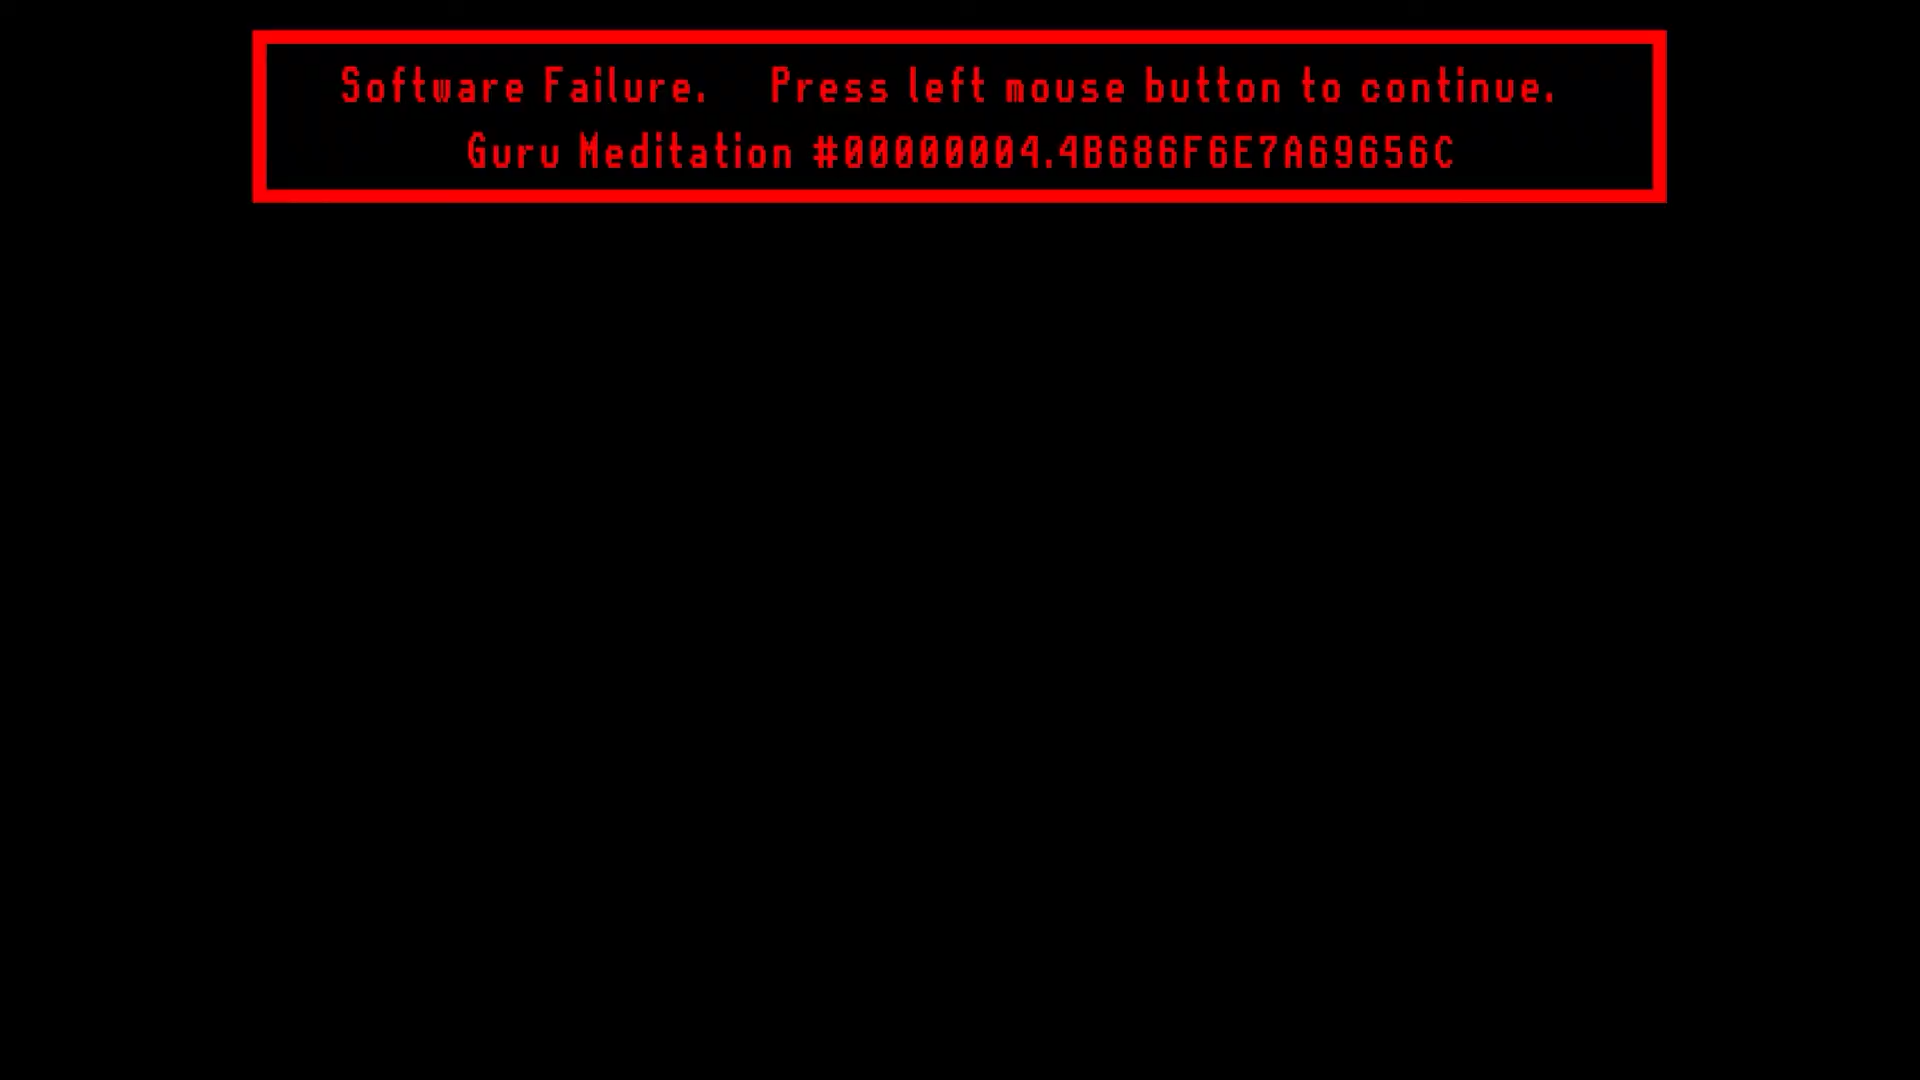 Software Failure. Press left mouse button to continue.
Guru Meditation #00000004.4B686F6E7A69656C